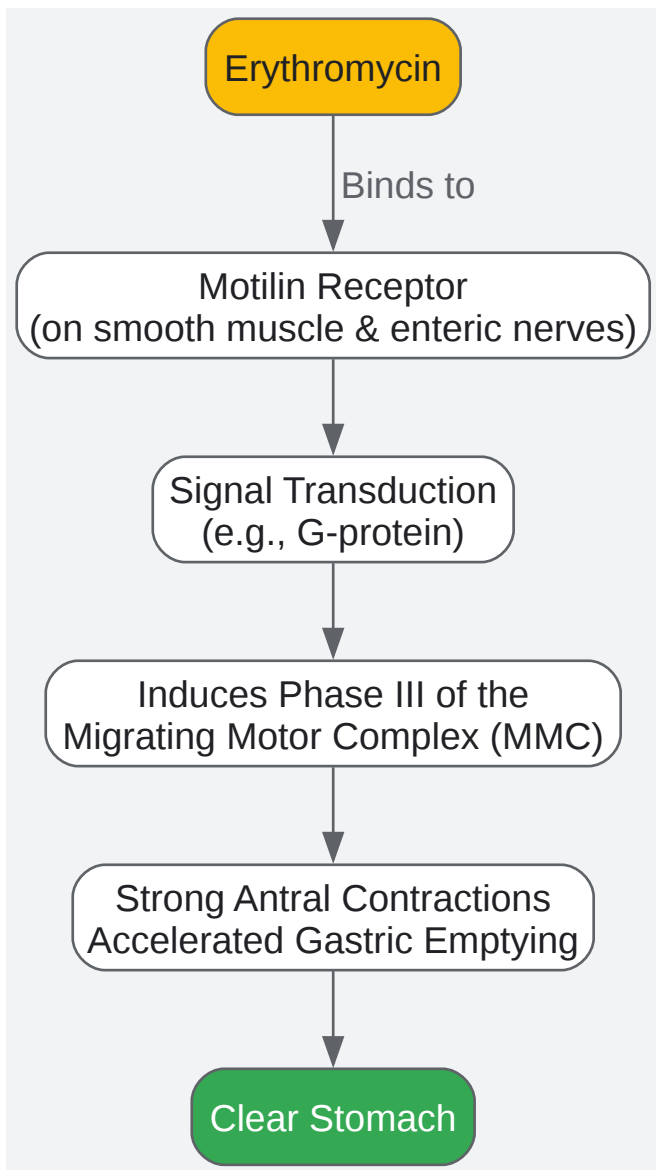 Erythromycin
Binds to
Motilin Receptor
(on smooth muscle & enteric nerves)
Signal Transduction
(e.g., G-protein)
Induces Phase III of the
Migrating Motor Complex (MMC)
Strong Antral Contractions
Accelerated Gastric Emptying
Clear Stomach